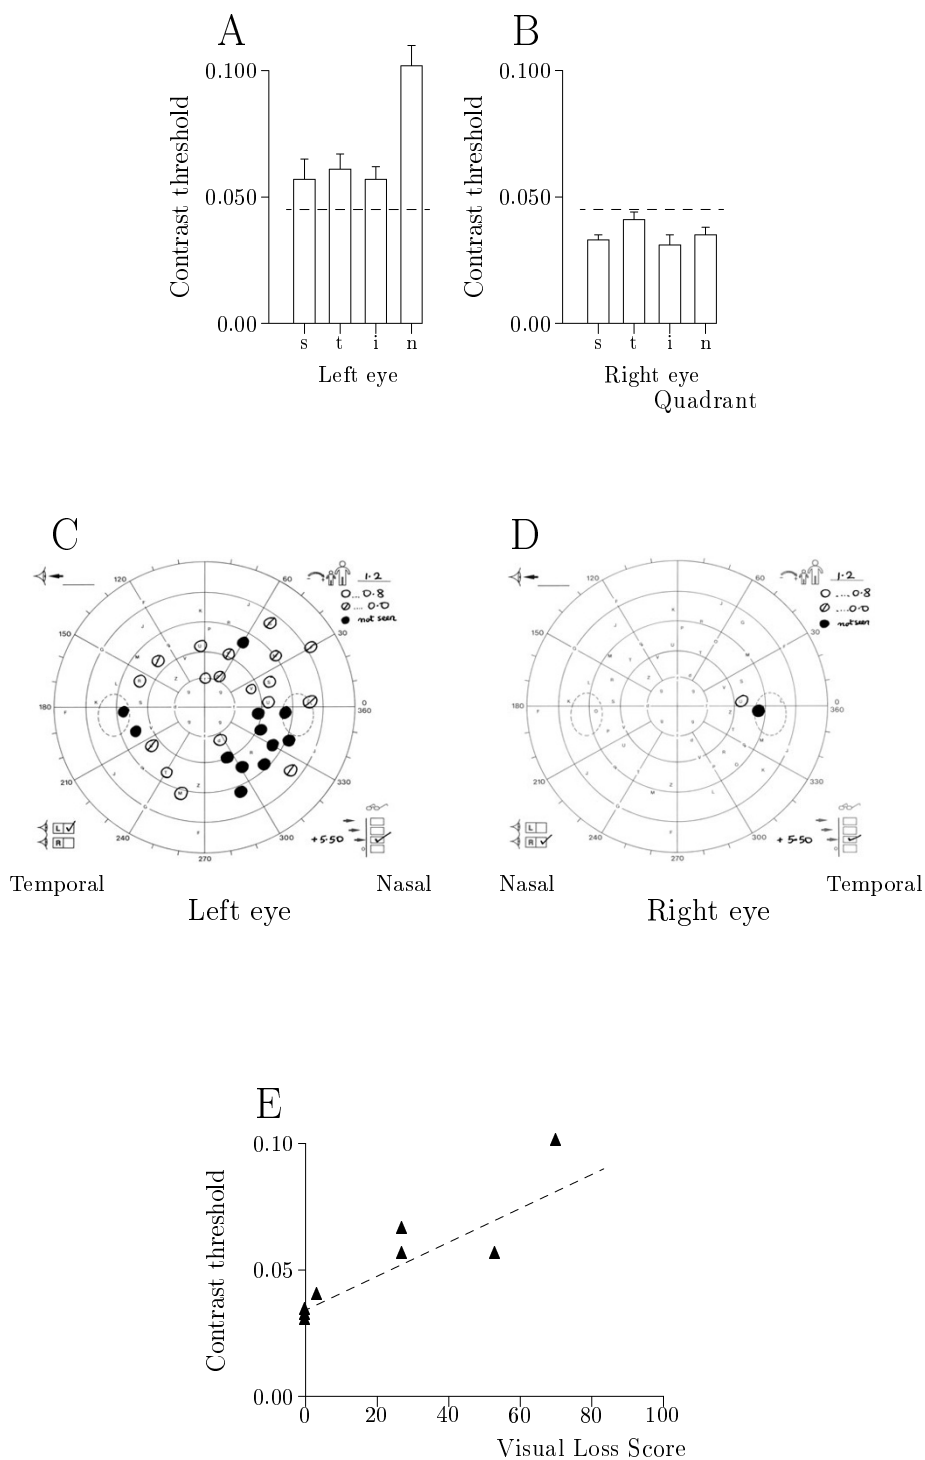 A
B
0.100
0.050
0.00
Contrast threshold
s t i n
Left eye
0.100
0.050
0.00
Contrast threshold
s t i n
Right eye
Quadrant
C
D
120
60
150
30
180
0
360
210
330
240
300
270
1.2
0.8
0.0
not seen
L
R
+5.50
120
60
150
30
180
0
360
210
330
240
300
270
1.2
0.8
0.0
not seen
L
R
+5.50
Temporal
Nasal
Left eye
Nasal
Temporal
Right eye
E
0.10
0.05
0.00
Contrast threshold
0 20 40 60 80 100
Visual Loss Score